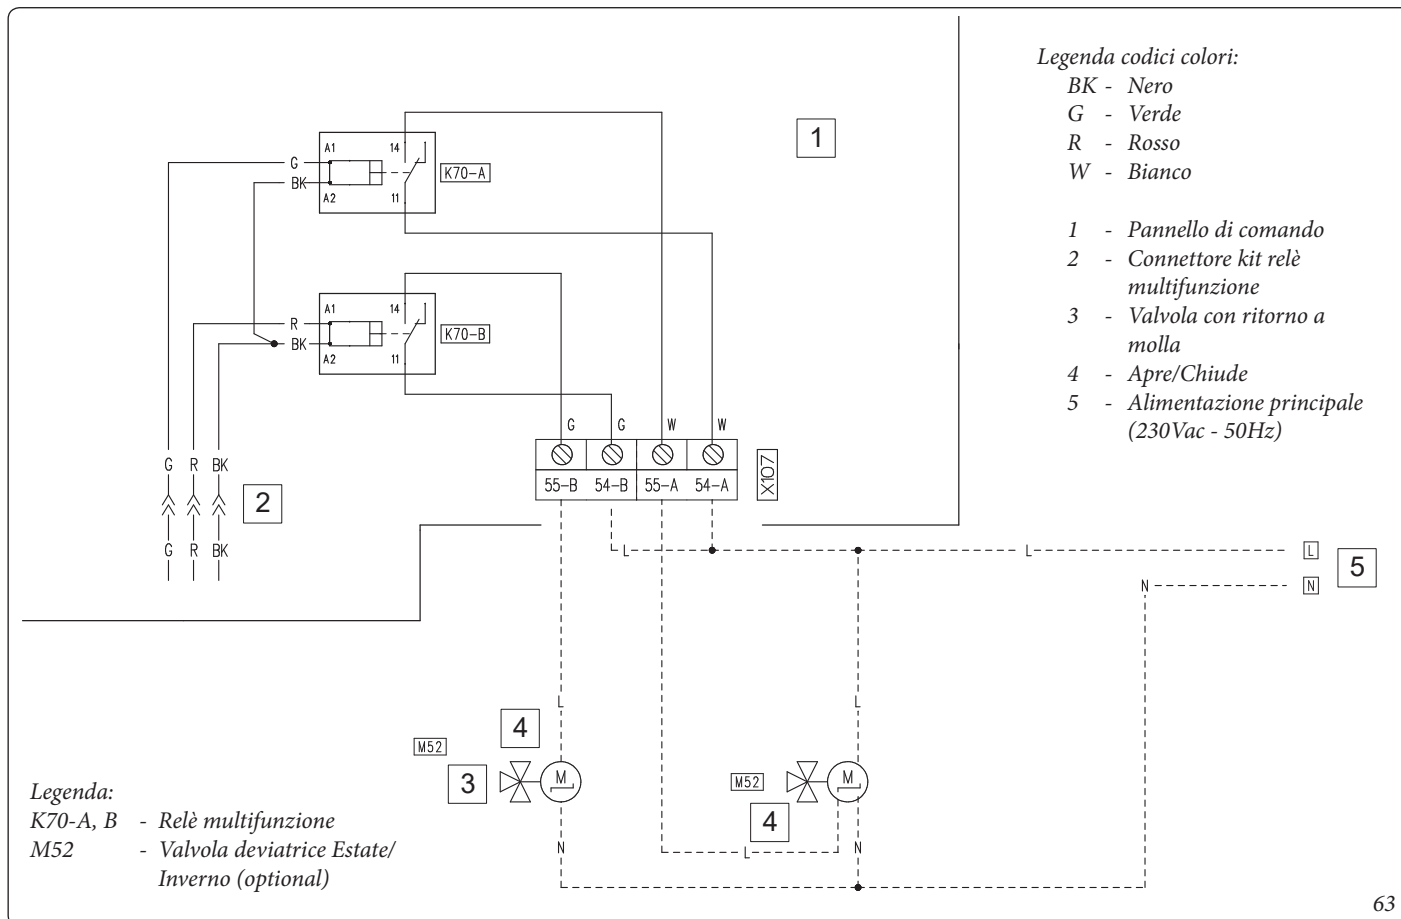 Legenda codici colori:
BK - Nero
G - Verde
R - Rosso
W - Bianco
1 - Pannello di comando
2 - Connettore kit relè
multifunzione
3 - Valvola con ritorno a
molla
4 - Apre/Chiude
5 - Alimentazione principale
(230Vac - 50Hz)
1
A1
14
G
BK
K70-A
A2
11
A1
14
R
BK
K70-B
A2
11
G
G
W
W
55-B
54-B
55-A
54-A
X107
G
R
BK
2
G
R
BK
L
L
L
5
N
N
L
L
4
M52
3
M
M52
M
4
N
L
N
Legenda:
K70-A, B - Relè multifunzione
M52 - Valvola deviatrice Estate/
Inverno (optional)
63